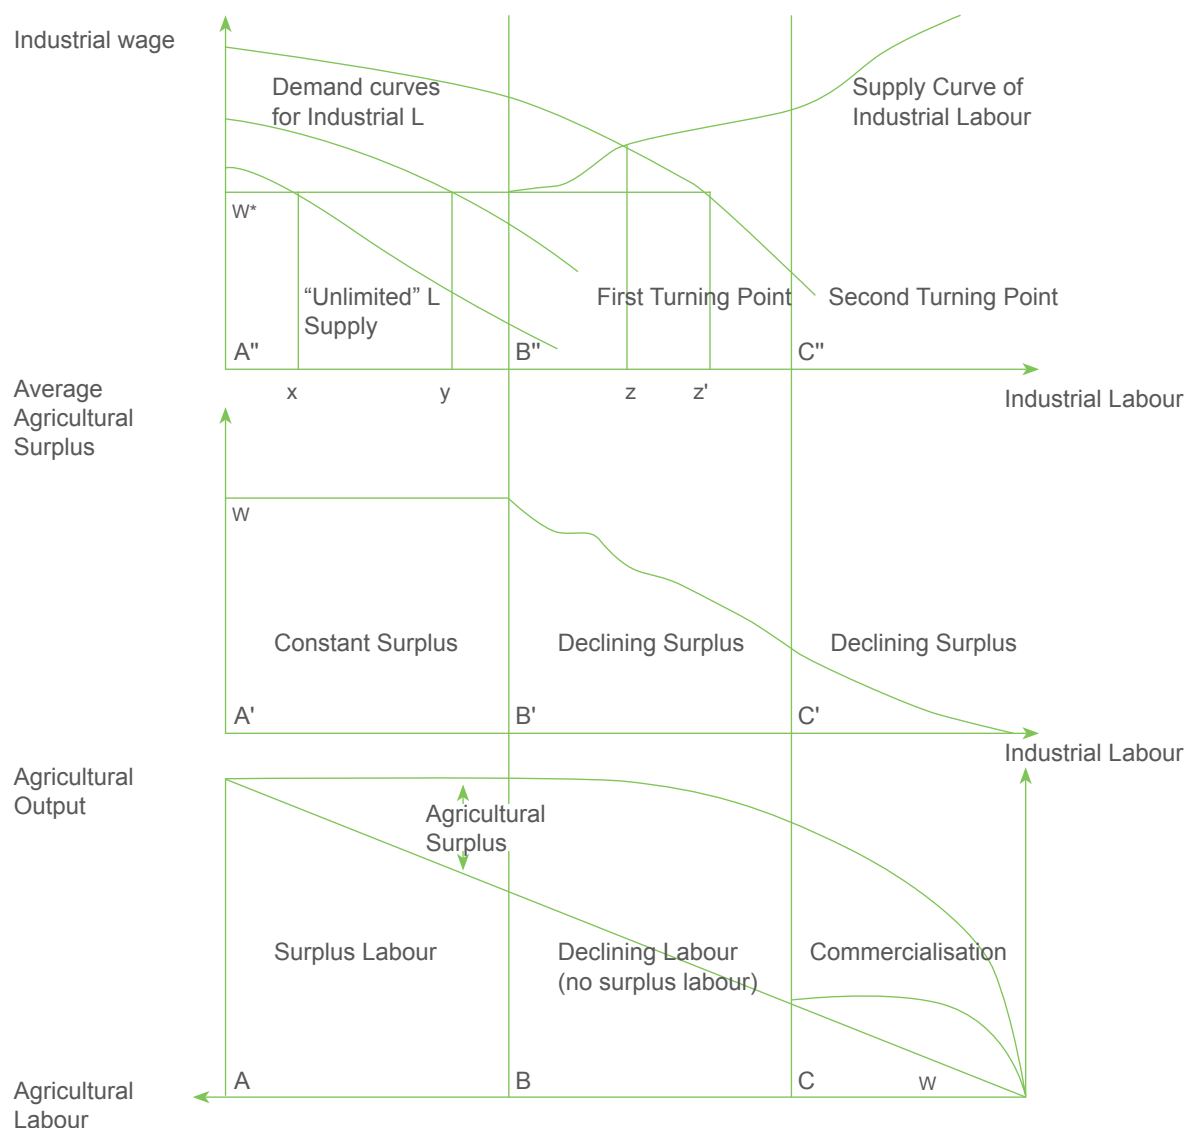 Industrial wage
Demand curves
for Industrial L
Supply Curve of
Industrial Labour
W*
"Unlimited" L
Supply
First Turning Point
Second Turning Point
A"
B"
C"
x
y
z
z'
Industrial Labour
Average
Agricultural
Surplus
W
Constant Surplus
Declining Surplus
Declining Surplus
A'
B'
C'
Industrial Labour
Agricultural
Output
Agricultural
Surplus
Surplus Labour
Declining Labour
(no surplus labour)
Commercialisation
A
B
C
W
Agricultural
Labour